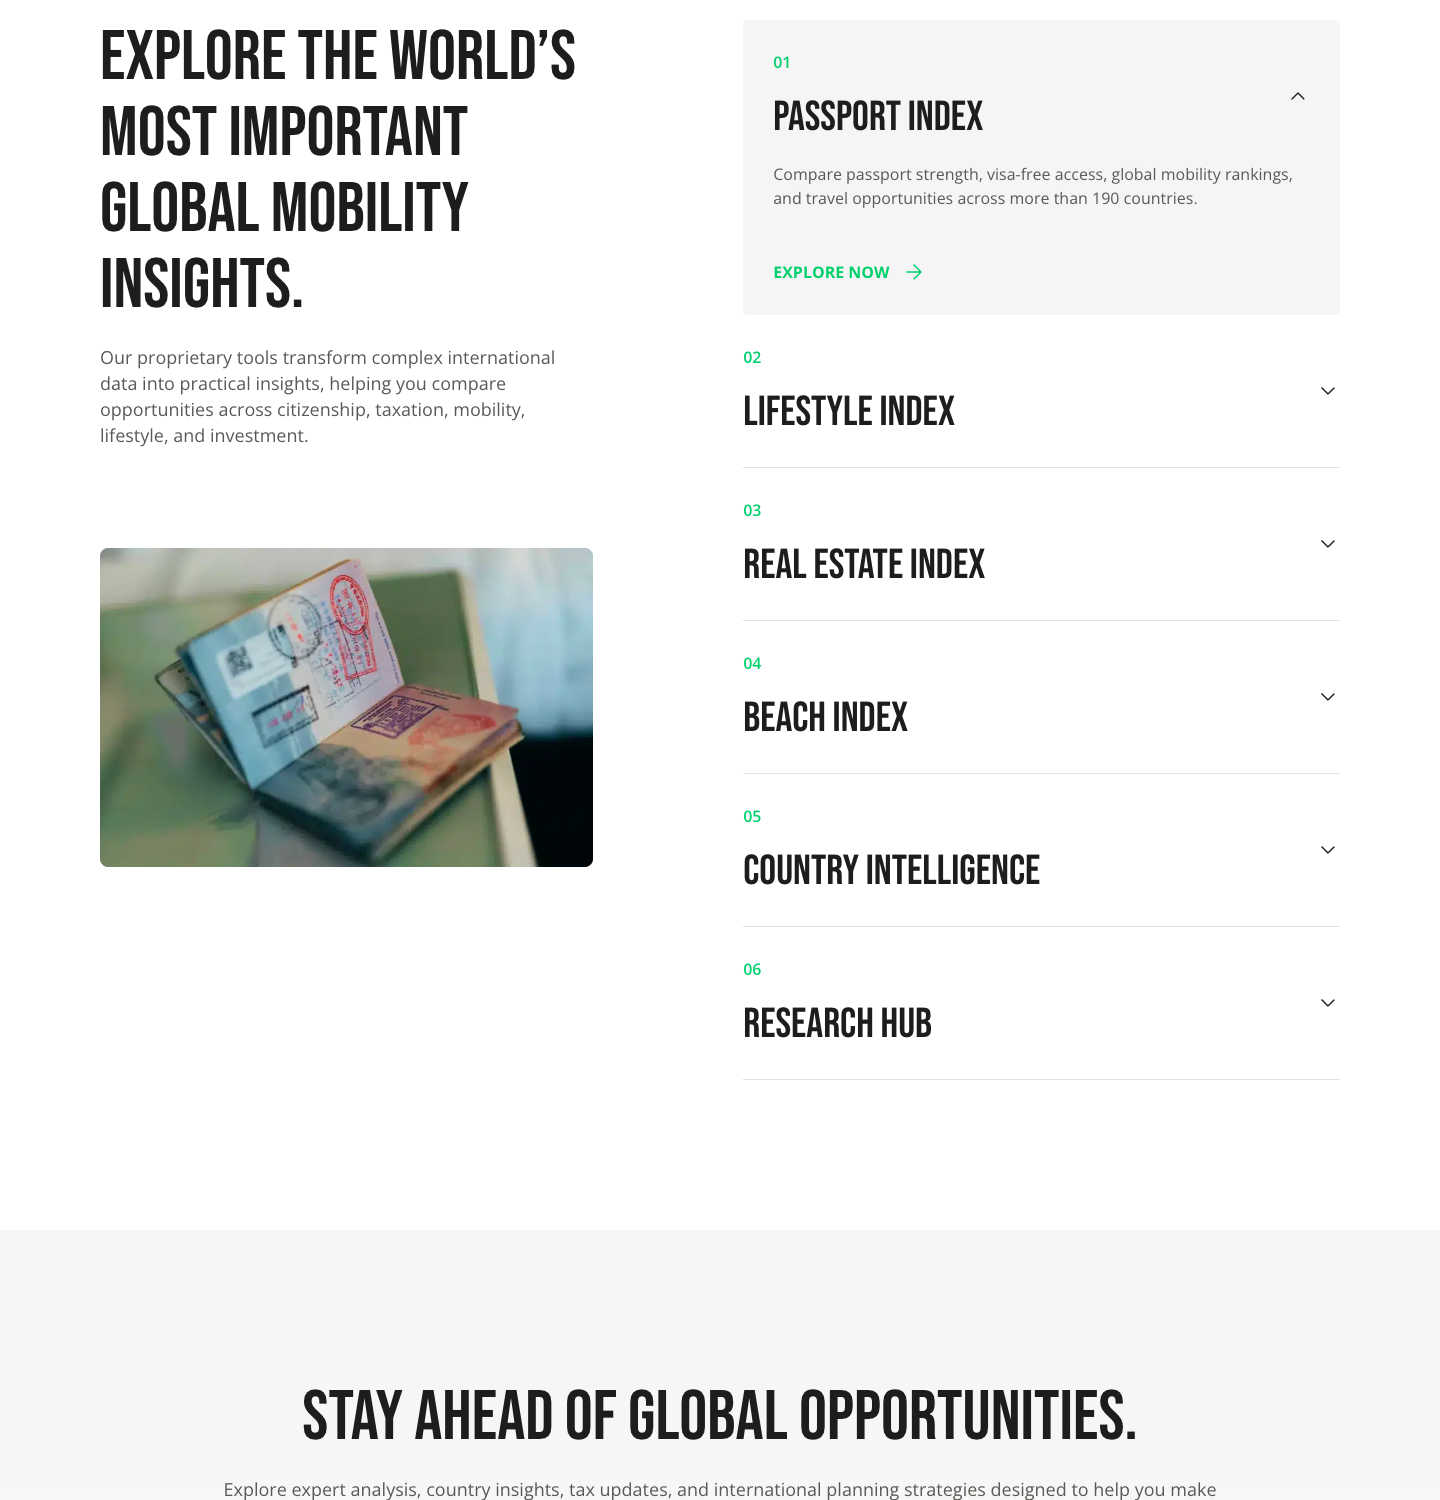 EXPLORE THE WORLD’S
MOST IMPORTANT
GLOBAL MOBILITY
INSIGHTS.
Our proprietary tools transform complex international
data into practical insights, helping you compare
opportunities across citizenship, taxation, mobility,
lifestyle, and investment.
01
PASSPORT INDEX
Compare passport strength, visa-free access, global mobility rankings,
and travel opportunities across more than 190 countries.
EXPLORE NOW
02
LIFESTYLE INDEX
03
REAL ESTATE INDEX
04
BEACH INDEX
05
COUNTRY INTELLIGENCE
06
RESEARCH HUB
STAY AHEAD OF GLOBAL OPPORTUNITIES.
Explore expert analysis, country insights, tax updates, and international planning strategies designed to help you make